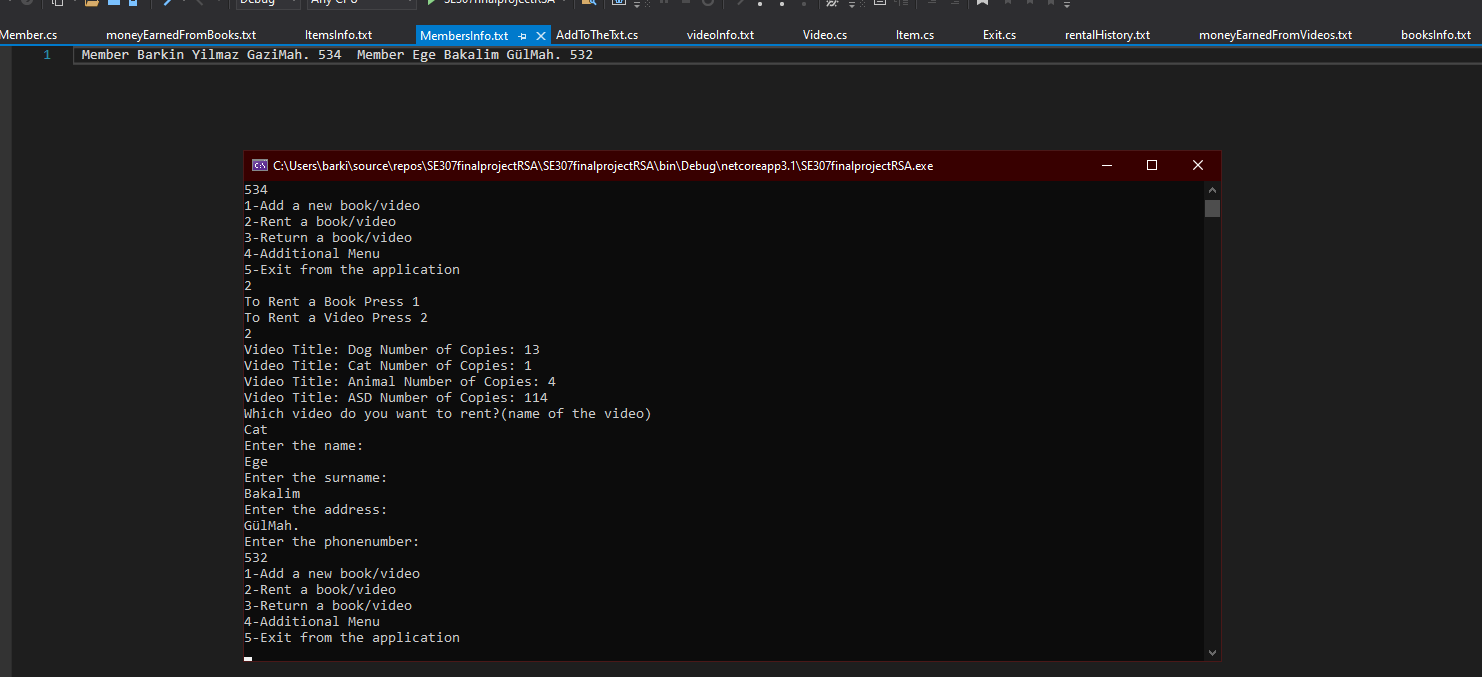 Debug Any CPU SE307finalprojectRSA
Member.cs moneyEarnedFromBooks.txt ItemsInfo.txt MembersInfo.txt AddToTheTxt.cs videoInfo.txt Video.cs Item.cs Exit.cs rentalHistory.txt moneyEarnedFromVideos.txt booksInfo.txt
1 Member Barkin Yilmaz GaziMah. 534 Member Ege Bakalim GülMah. 532
C:\Users\barki\source\repos\SE307finalprojectRSA\SE307finalprojectRSA\bin\Debug\netcoreapp3.1\SE307finalprojectRSA.exe
534
1-Add a new book/video
2-Rent a book/video
3-Return a book/video
4-Additional Menu
5-Exit from the application
2
To Rent a Book Press 1
To Rent a Video Press 2
2
Video Title: Dog Number of Copies: 13
Video Title: Cat Number of Copies: 1
Video Title: Animal Number of Copies: 4
Video Title: ASD Number of Copies: 114
Which video do you want to rent?(name of the video)
Cat
Enter the name:
Ege
Enter the surname:
Bakalim
Enter the address:
GülMah.
Enter the phonenumber:
532
1-Add a new book/video
2-Rent a book/video
3-Return a book/video
4-Additional Menu
5-Exit from the application